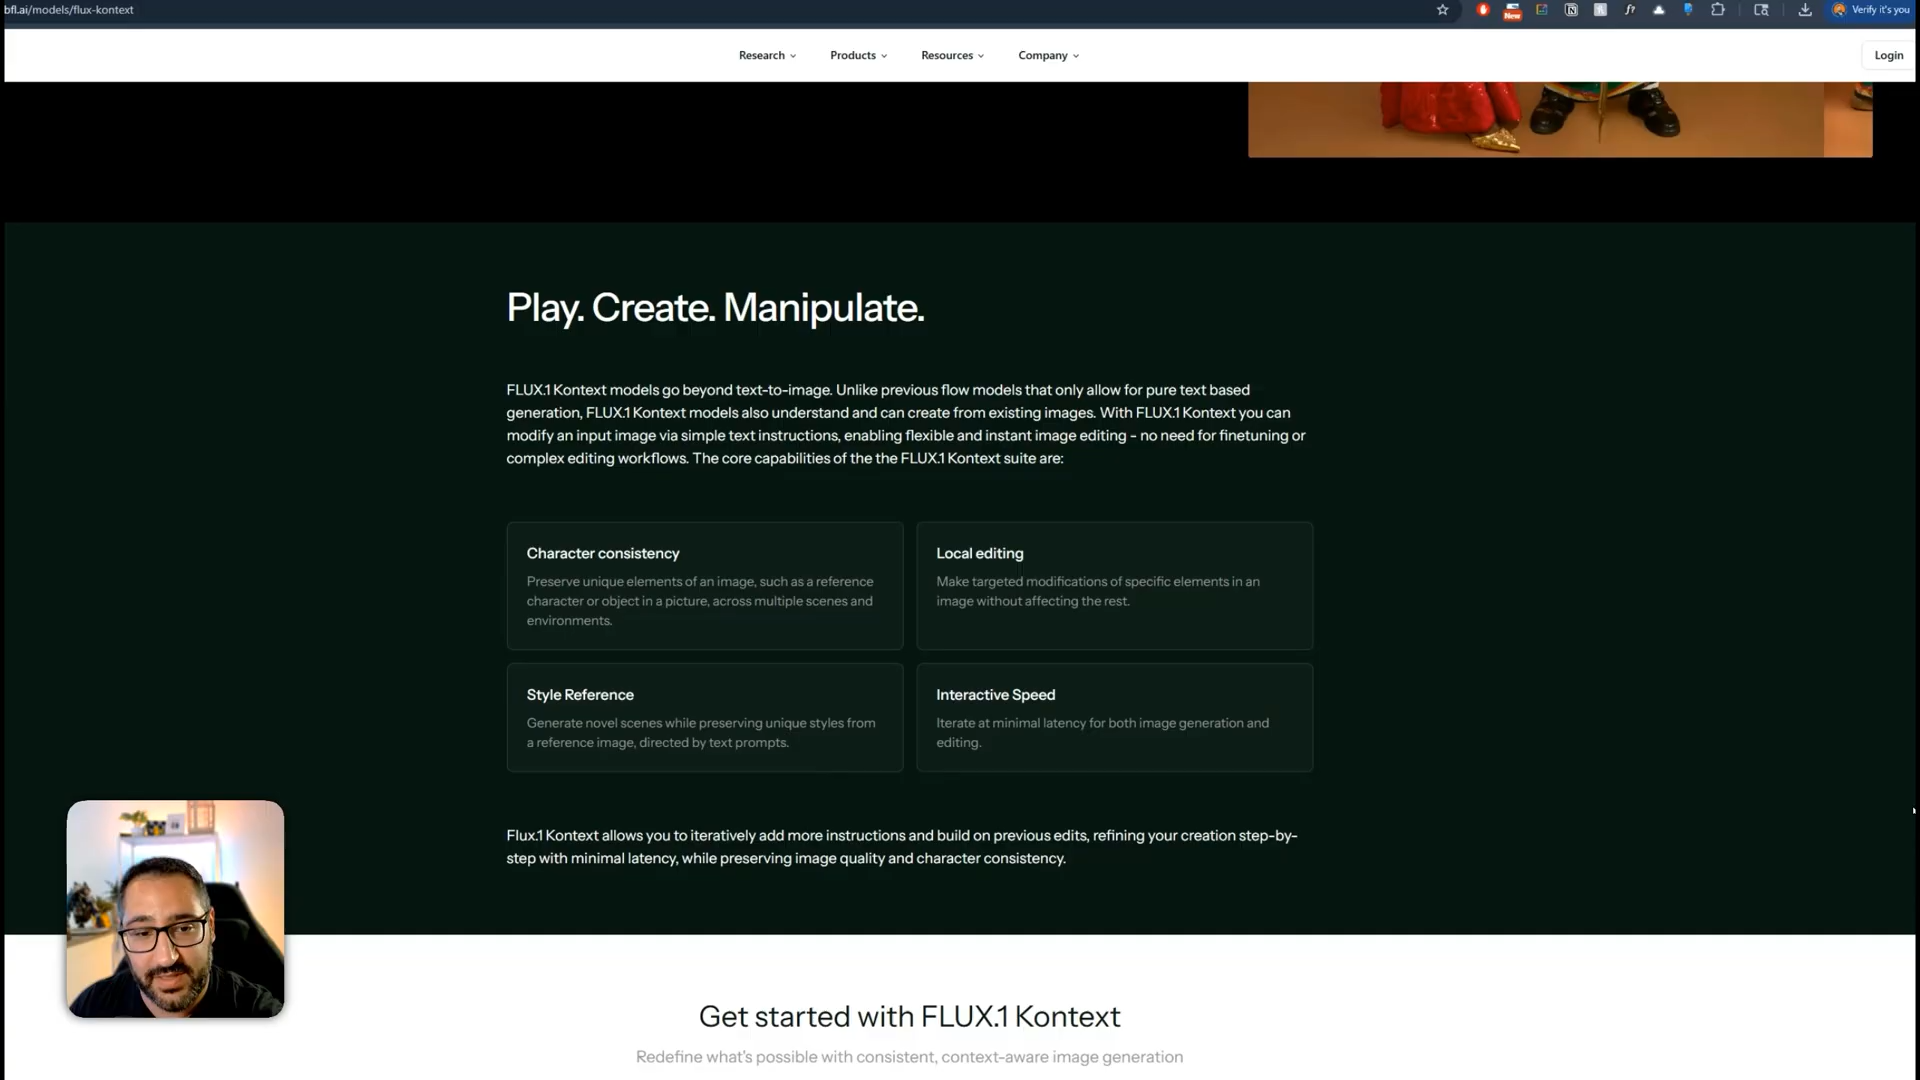 bfl.ai/models/flux-kontext
New
Verify it's you
Research
Products
Resources
Company
Login
Play. Create. Manipulate.
FLUX.1 Kontext models go beyond text-to-image. Unlike previous flow models that only allow for pure text based
generation, FLUX.1 Kontext models also understand and can create from existing images. With FLUX.1 Kontext you can
modify an input image via simple text instructions, enabling flexible and instant image editing - no need for finetuning or
complex editing workflows. The core capabilities of the the FLUX.1 Kontext suite are:
Character consistency
Preserve unique elements of an image, such as a reference
character or object in a picture, across multiple scenes and
environments.
Local editing
Make targeted modifications of specific elements in an
image without affecting the rest.
Style Reference
Generate novel scenes while preserving unique styles from
a reference image, directed by text prompts.
Interactive Speed
Iterate at minimal latency for both image generation and
editing.
Flux.1 Kontext allows you to iteratively add more instructions and build on previous edits, refining your creation step-by-
step with minimal latency, while preserving image quality and character consistency.
Get started with FLUX.1 Kontext
Redefine what's possible with consistent, context-aware image generation